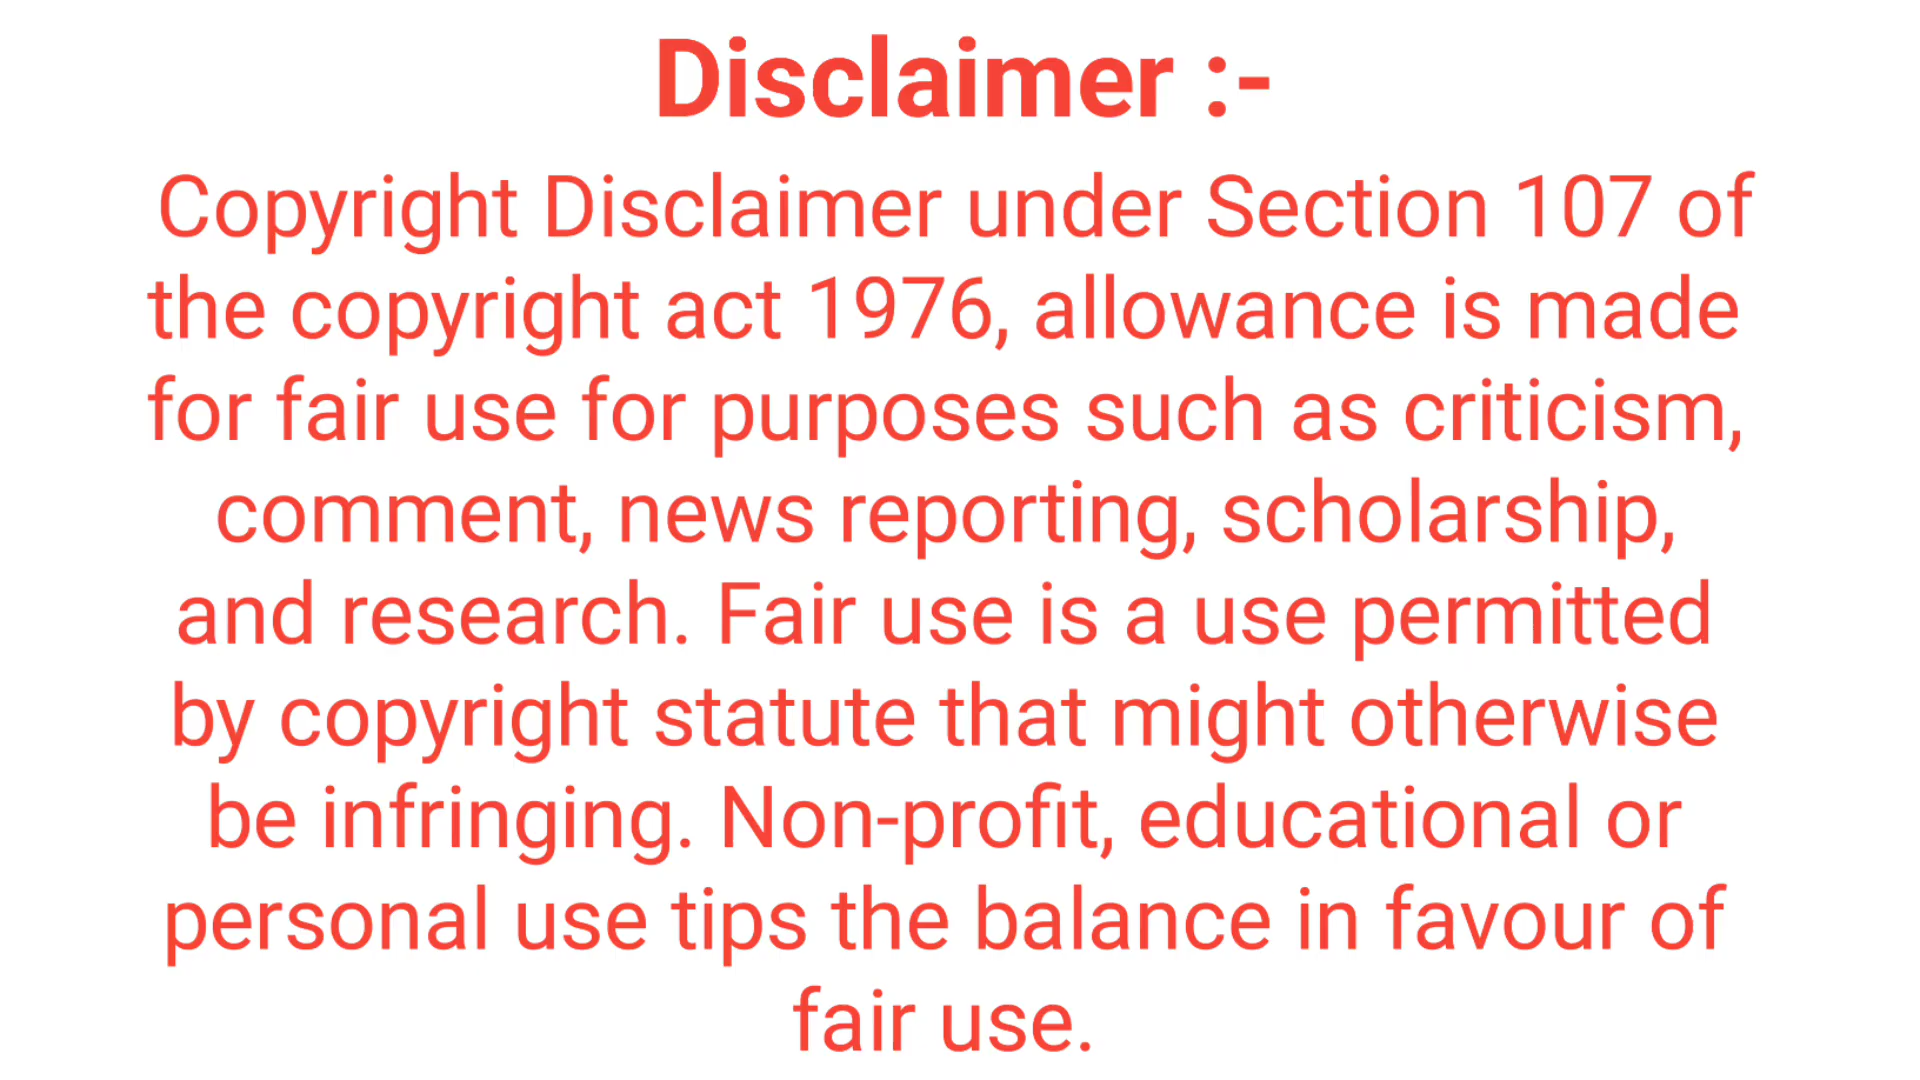 Disclaimer :-
Copyright Disclaimer under Section 107 of
the copyright act 1976, allowance is made
for fair use for purposes such as criticism,
comment, news reporting, scholarship,
and research. Fair use is a use permitted
by copyright statute that might otherwise
be infringing. Non-profit, educational or
personal use tips the balance in favour of
fair use.